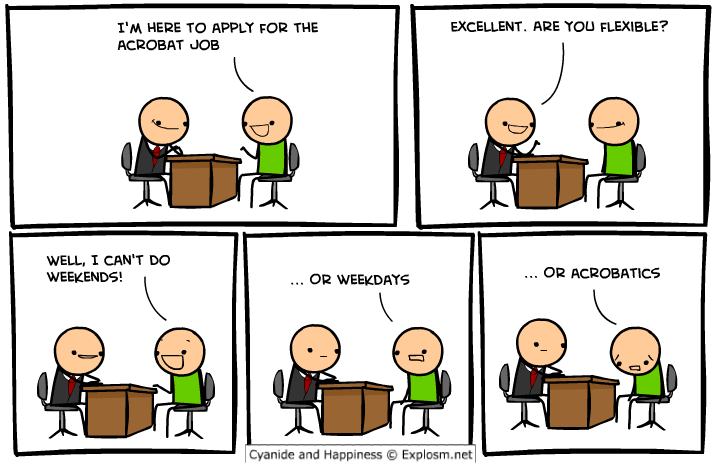 I'M HERE TO APPLY FOR THE
ACROBAT JOB
EXCELLENT. ARE YOU FLEXIBLE?
WELL, I CAN'T DO
WEEKENDS!
... OR WEEKDAYS
... OR ACROBATICS
Cyanide and Happiness © Explosm.net